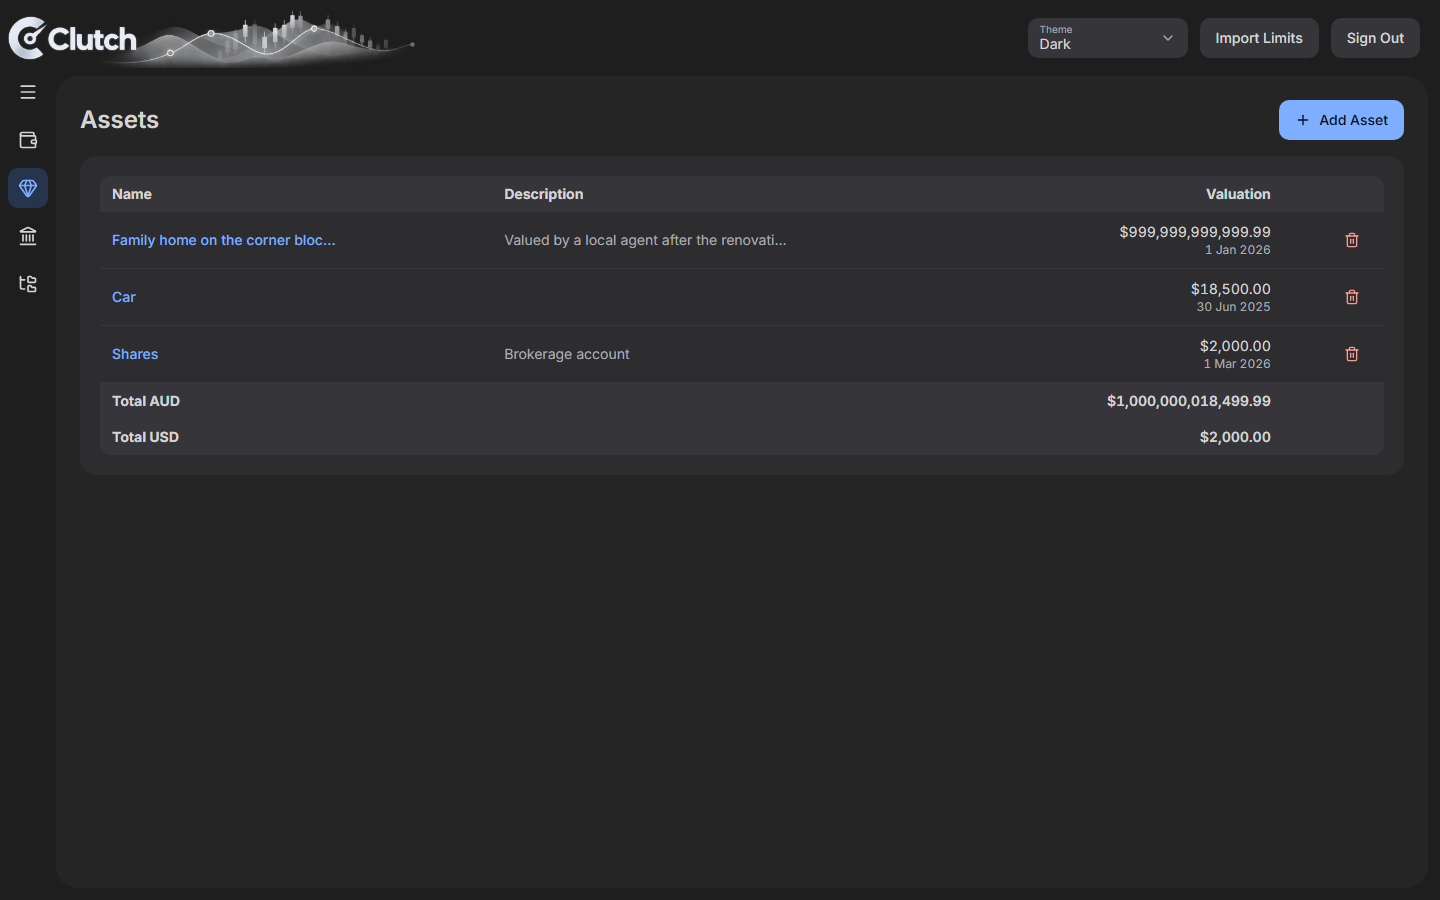 Clutch
Theme
Dark
Import Limits
Sign Out
Assets
+ Add Asset
Name Description Valuation
Family home on the corner bloc... Valued by a local agent after the renovati... $999,999,999,999.99
1 Jan 2026
Car $18,500.00
30 Jun 2025
Shares Brokerage account $2,000.00
1 Mar 2026
Total AUD $1,000,000,018,499.99
Total USD $2,000.00